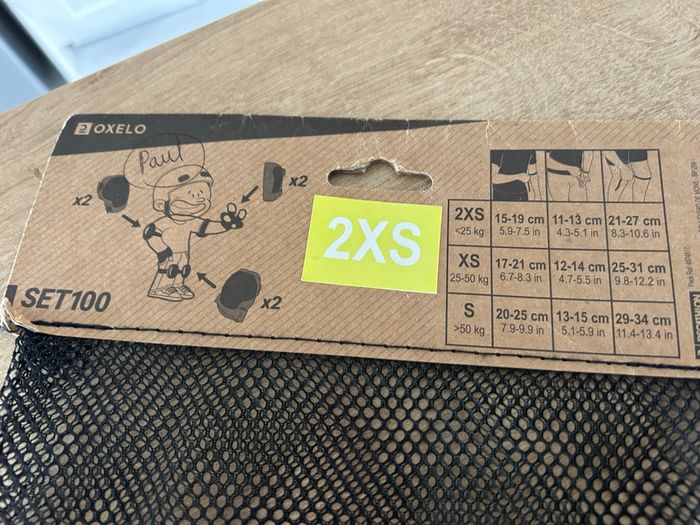 OXELO
Paul
x2
x2
x2
SET100
2XS
2XS <25 kg 15-19 cm 5.9-7.5 in 11-13 cm 4.3-5.1 in 21-27 cm 8.3-10.6 in
XS 25-50 kg 17-21 cm 6.7-8.3 in 12-14 cm 4.7-5.5 in 25-31 cm 9.8-12.2 in
S >50 kg 20-25 cm 7.9-9.9 in 13-15 cm 5.1-5.9 in 29-34 cm 11.4-13.4 in